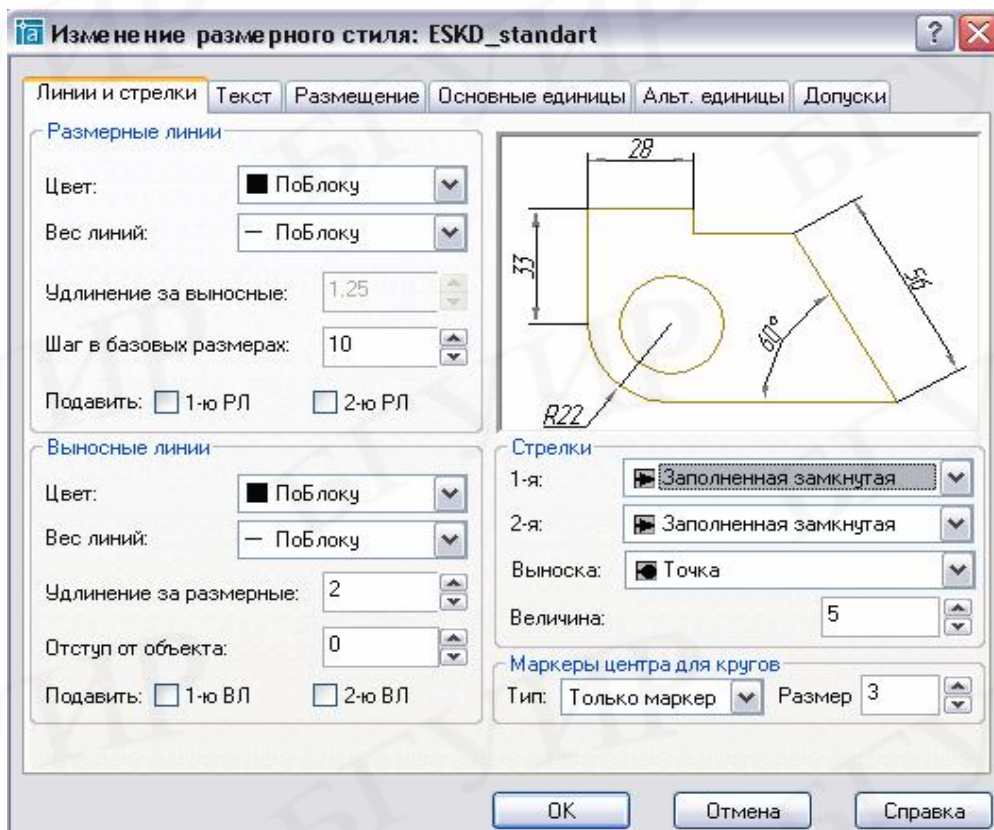 Изменение размерного стиля: ESKD_standart
Линии и стрелки Текст Размещение Основные единицы Альт. единицы Допуски
Размерные линии
Цвет: ПоБлоку
Вес линий: ПоБлоку
Удлинение за выносные: 1.25
Шаг в базовых размерах: 10
Подавить: 1-ю РЛ 2-ю РЛ
28
33
56
60°
R22
Выносные линии
Цвет: ПоБлоку
Вес линий: ПоБлоку
Удлинение за размерные: 2
Отступ от объекта: 0
Подавить: 1-ю ВЛ 2-ю ВЛ
Стрелки
1-я: Заполненная замкнутая
2-я: Заполненная замкнутая
Выноска: Точка
Величина: 5
Маркеры центра для кругов
Тип: Только маркер Размер 3
OK Отмена Справка
БГУИР